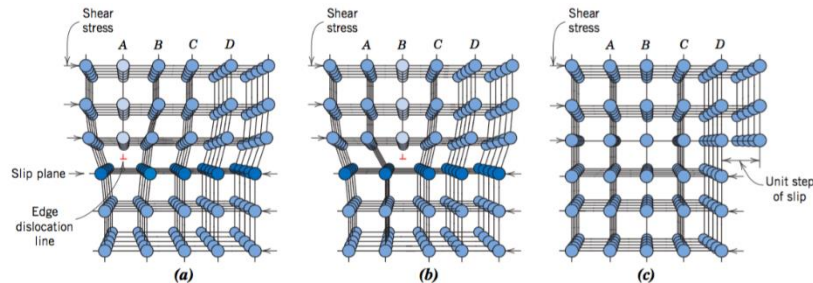 Shear
stress
A B C D
Slip plane
Edge
dislocation
line
(a)
Shear
stress
A B C D
(b)
Shear
stress
A B C D
Unit step
of slip
(c)